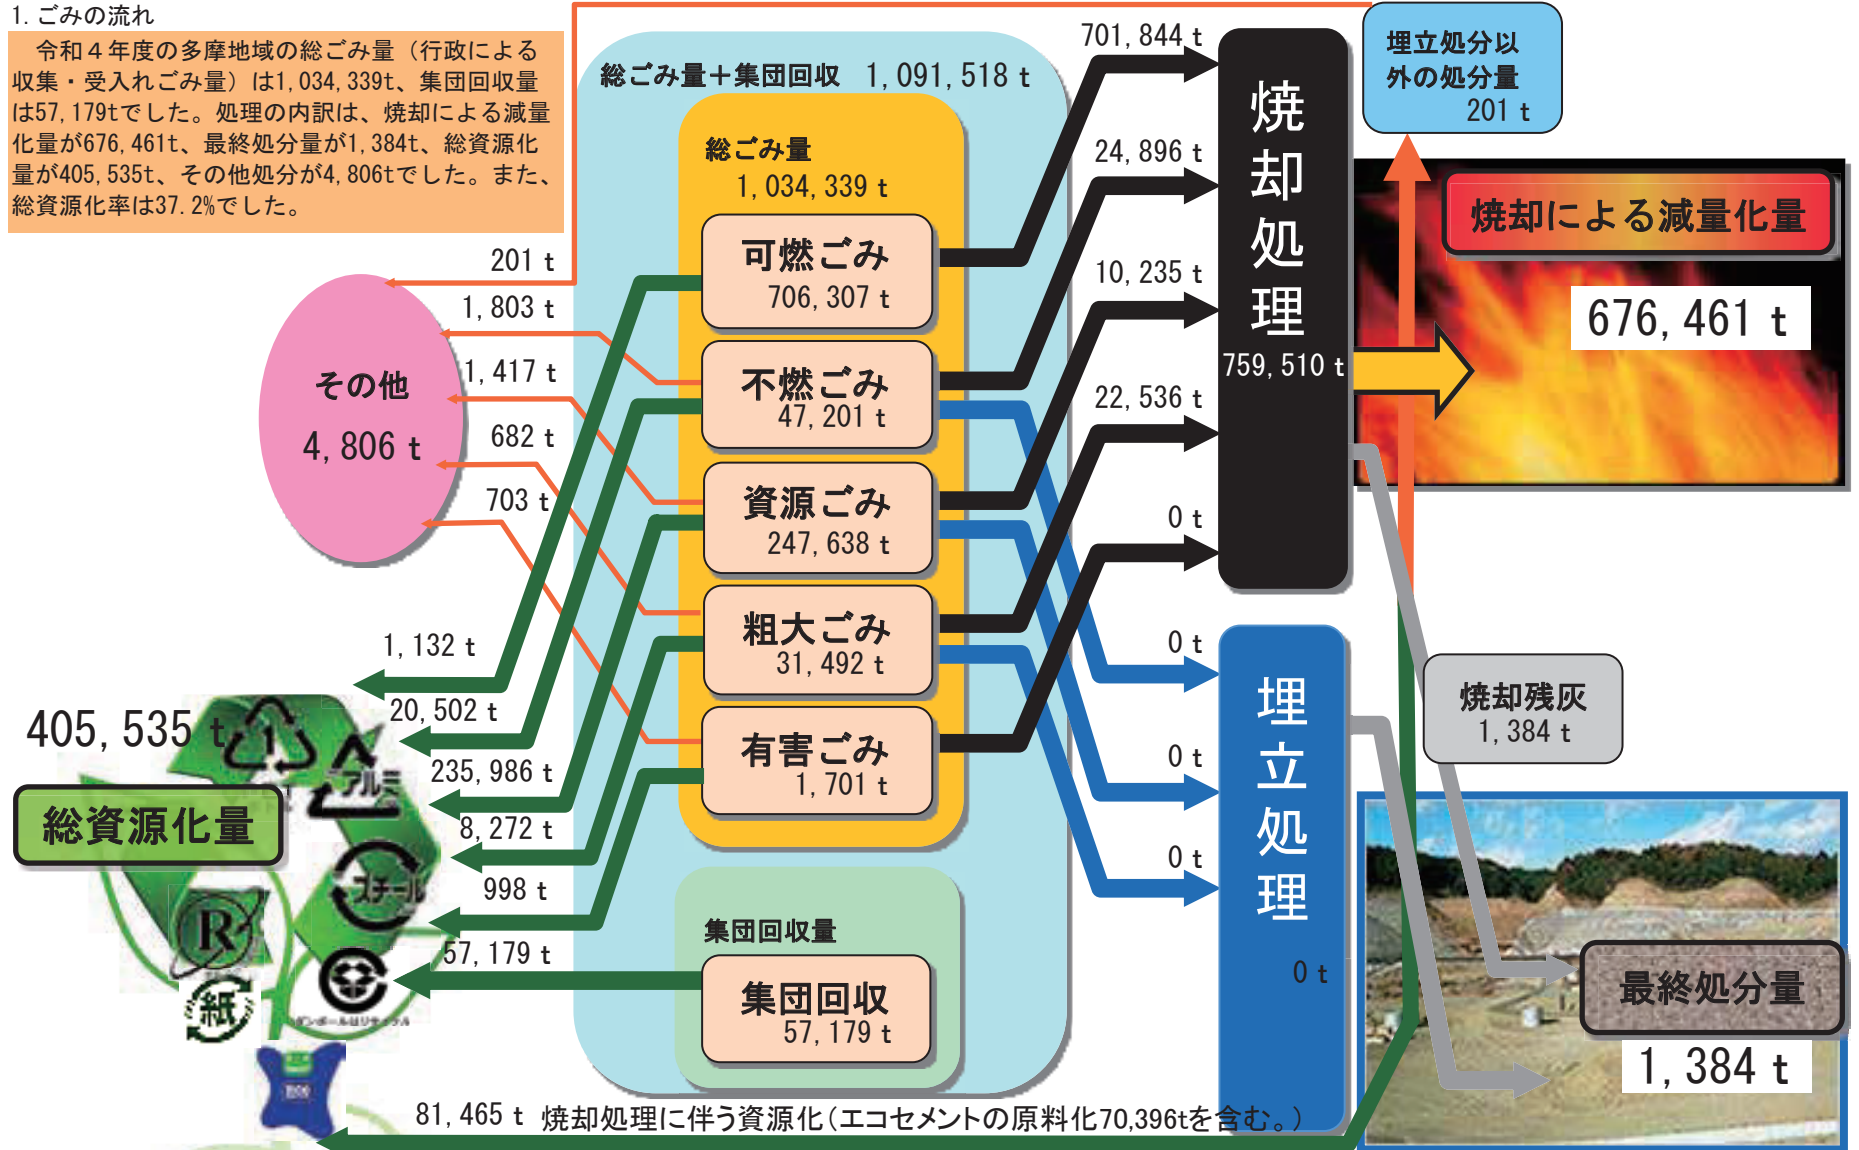 1. ごみの流れ
令和４年度の多摩地域の総ごみ量（行政による
収集・受入れごみ量）は1,034,339t、集団回収量
は57,179tでした。処理の内訳は、焼却による減量
化量が676,461t、最終処分量が1,384t、総資源化
量が405,535t、その他処分が4,806tでした。また、
総資源化率は37.2%でした。
総ごみ量＋集団回収 1,091,518 t
総ごみ量
1,034,339 t
可燃ごみ
706,307 t
不燃ごみ
47,201 t
資源ごみ
247,638 t
粗大ごみ
31,492 t
有害ごみ
1,701 t
集団回収量
集団回収
57,179 t
201 t
1,803 t
1,417 t
682 t
703 t
その他
4,806 t
1,132 t
20,502 t
235,986 t
8,272 t
998 t
57,179 t
405,535 t
総資源化量
1
アルミ
スチール
R
紙
ダンボールはリサイクル
81,465 t 焼却処理に伴う資源化（エコセメントの原料化70,396tを含む。）
701,844 t
24,896 t
10,235 t
22,536 t
0 t
焼却処理
759,510 t
0 t
0 t
0 t
埋立処理
0 t
埋立処分以
外の処分量
201 t
焼却による減量化量
676,461 t
焼却残灰
1,384 t
最終処分量
1,384 t